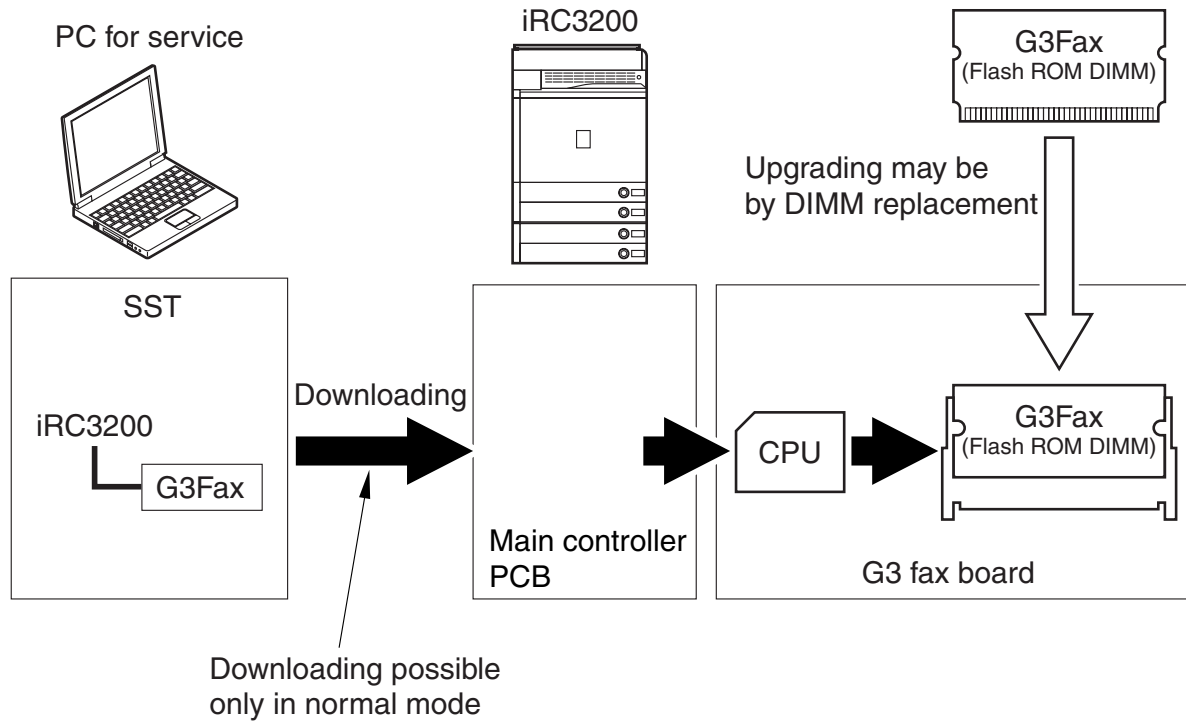 PC for service
iRC3200
G3Fax
(Flash ROM DIMM)
Upgrading may be
by DIMM replacement
SST
iRC3200
G3Fax
Downloading
Main controller
PCB
CPU
G3Fax
(Flash ROM DIMM)
G3 fax board
Downloading possible
only in normal mode